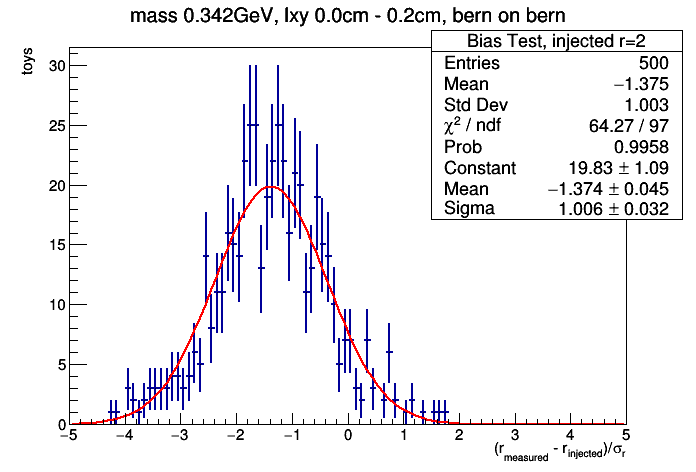 mass 0.342GeV, lxy 0.0cm - 0.2cm, bern on bern
toys
Bias Test, injected r=2
Entries 500
Mean −1.375
Std Dev 1.003
χ² / ndf 64.27 / 97
Prob 0.9958
Constant 19.83 ± 1.09
Mean −1.374 ± 0.045
Sigma 1.006 ± 0.032
30
25
20
15
10
5
0
−5 −4 −3 −2 −1 0 1 2 3 4 5
(r_measured - r_injected)/σ_r